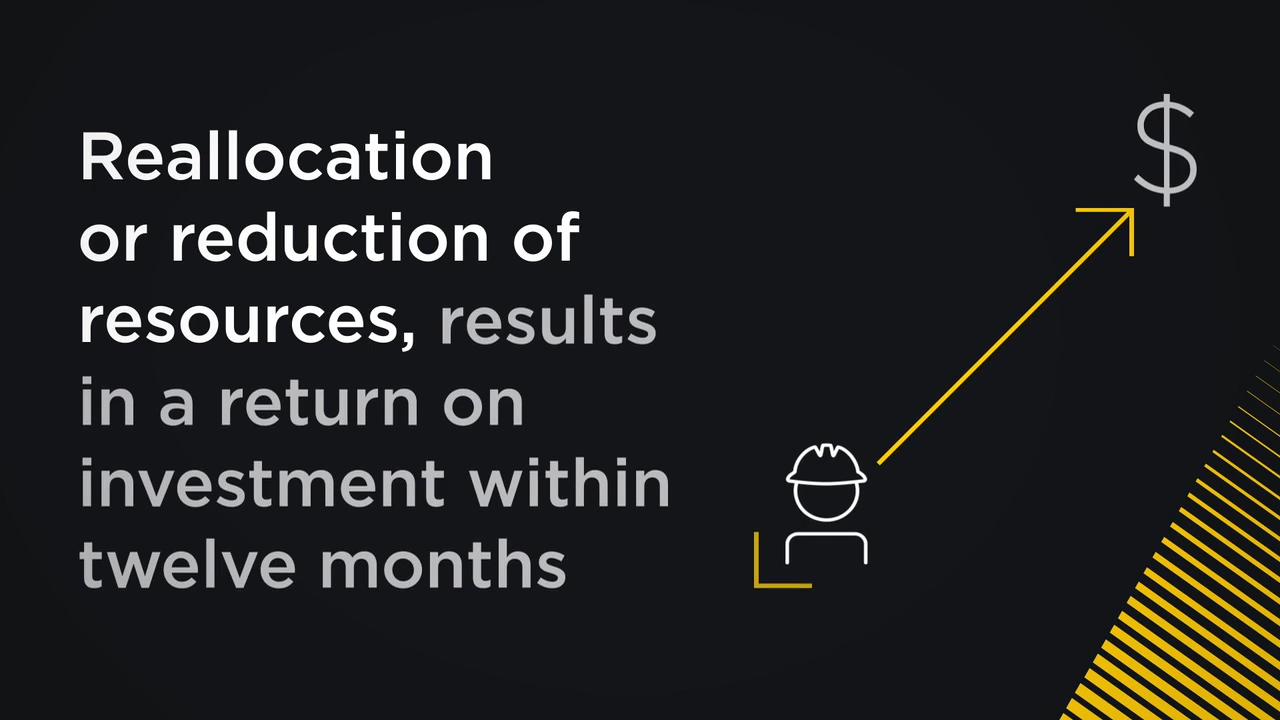 Reallocation
or reduction of
resources, results
in a return on
investment within
twelve months
$